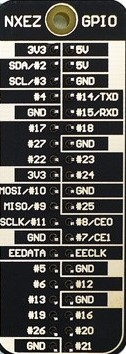 NXEZ GPIO
3V3 5V
SDA/#2 5V
SCL/#3 GND
#4 #14/TXD
GND #15/RXD
#17 #18
#27 GND
#22 #23
3V3 #24
MOSI/#10 GND
MISO/#9 #25
SCLK/#11 #8/CE0
GND #7/CE1
EEDATA EECLK
#5 GND
#6 #12
#13 GND
#19 #16
#26 #20
GND #21